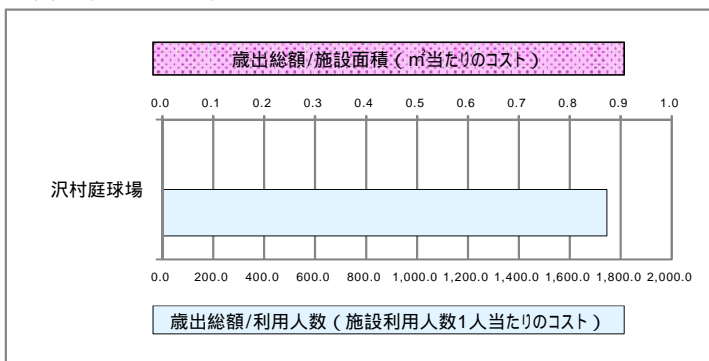 歳出総額/施設面積（㎡当たりのコスト）
0.0 0.1 0.2 0.3 0.4 0.5 0.6 0.7 0.8 0.9 1.0
沢村庭球場
0.0 200.0 400.0 600.0 800.0 1,000.0 1,200.0 1,400.0 1,600.0 1,800.0 2,000.0
歳出総額/利用人数（施設利用人数1人当たりのコスト）